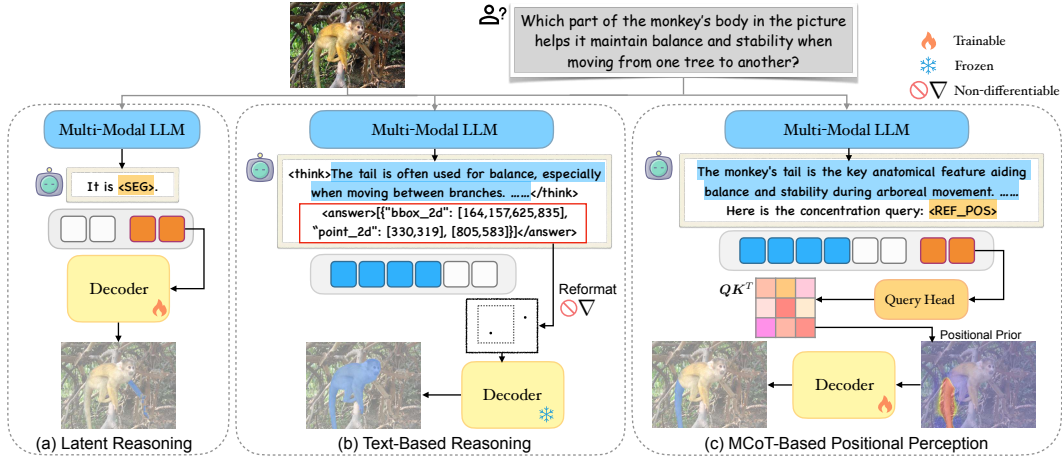 ?
Which part of the monkey's body in the picture
helps it maintain balance and stability when
moving from one tree to another?
Trainable
Frozen
Non-differentiable
Multi-Modal LLM
It is <SEG>.
Decoder
(a) Latent Reasoning
Multi-Modal LLM
<think>The tail is often used for balance, especially
when moving between branches. ......</think>
<answer>[{"bbox_2d": [164,157,625,835],
"point_2d": [330,319], [805,583]}]</answer>
Reformat
Decoder
(b) Text-Based Reasoning
Multi-Modal LLM
The monkey's tail is the key anatomical feature aiding
balance and stability during arboreal movement. ......
Here is the concentration query: <REF_POS>
QK^T
Query Head
Positional Prior
Decoder
(c) MCoT-Based Positional Perception